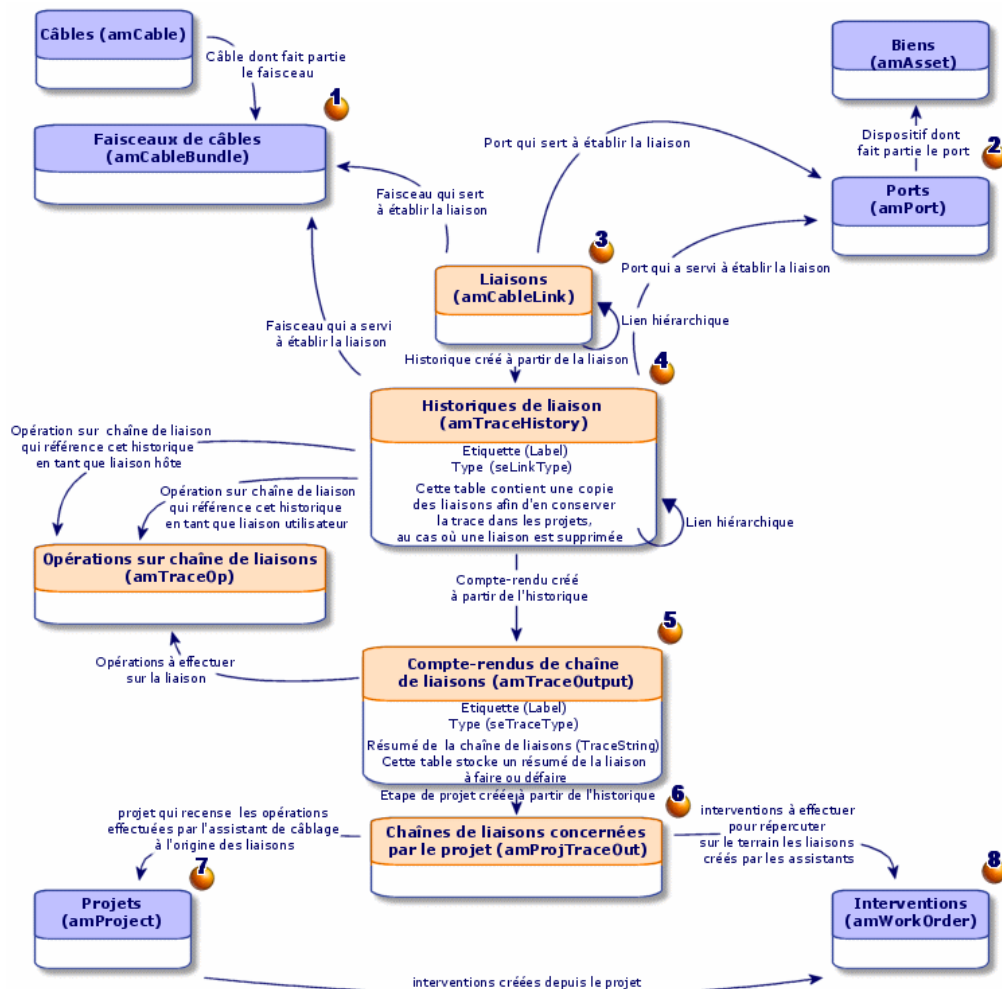 Câbles (amCable)
Câble dont fait partie
le faisceau
1
Faisceaux de câbles
(amCableBundle)
Biens
(amAsset)
Dispositif dont
fait partie le port
2
Ports
(amPort)
Port qui sert à établir la liaison
Faisceau qui sert
à établir la liaison
3
Liaisons
(amCableLink)
Port qui a servi à établir la liaison
Lien hiérarchique
Faisceau qui a servi
à établir la liaison
Historique créé à partir de la liaison
4
Historiques de liaison
(amTraceHistory)
Etiquette (Label)
Type (seLinkType)
Cette table contient une copie
des liaisons afin d'en conserver
la trace dans les projets,
au cas où une liaison est supprimée
Lien hiérarchique
Opération sur chaîne de liaison
qui référence cet historique
en tant que liaison hôte
Opération sur chaîne de liaison
qui référence cet historique
en tant que liaison utilisateur
Opérations sur chaîne de liaisons
(amTraceOp)
Compte-rendu créé
à partir de l'historique
5
Opérations à effectuer
sur la liaison
Compte-rendus de chaîne
de liaisons (amTraceOutput)
Etiquette (Label)
Type (seTraceType)
Résumé de la chaîne de liaisons (TraceString)
Cette table stocke un résumé de la liaison
à faire ou défaire
Etape de projet créée à partir de l'historique
6
projet qui recense les opérations
effectuées par l'assistant de câblage
à l'origine des liaisons
Chaînes de liaisons concernées
par le projet (amProjTraceOut)
interventions à effectuer
pour répercuter
sur le terrain les liaisons
créés par les assistants
7
Projets
(amProject)
8
Interventions
(amWorkOrder)
interventions créées depuis le projet